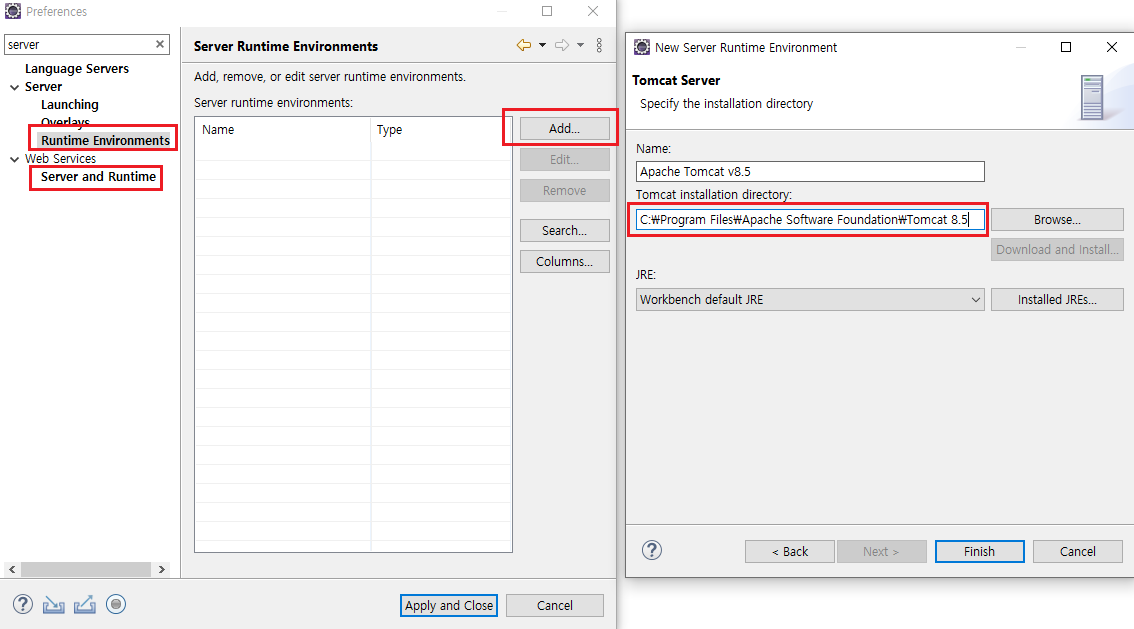 Preferences
server
Language Servers
Server
Launching
Overlays
Runtime Environments
Web Services
Server and Runtime
Server Runtime Environments
Add, remove, or edit server runtime environments.
Server runtime environments:
Name Type
Add...
Edit...
Remove
Search...
Columns...
Apply and Close Cancel
New Server Runtime Environment
Tomcat Server
Specify the installation directory
Name:
Apache Tomcat v8.5
Tomcat installation directory:
C:₩Program Files₩Apache Software Foundation₩Tomcat 8.5 Browse...
Download and Install...
JRE:
Workbench default JRE Installed JREs...
< Back Next > Finish Cancel